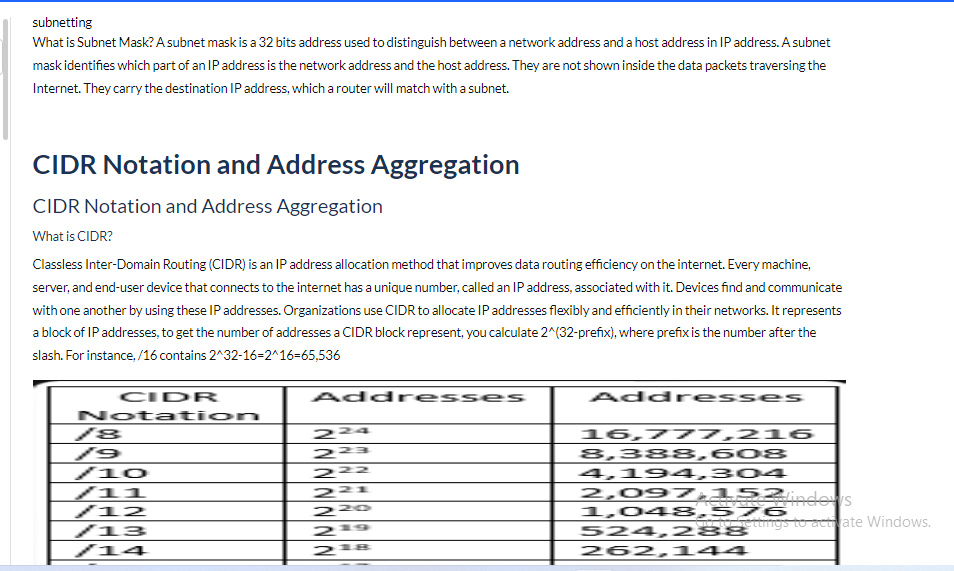 subnetting
What is Subnet Mask? A subnet mask is a 32 bits address used to distinguish between a network address and a host address in IP address. A subnet
mask identifies which part of an IP address is the network address and the host address. They are not shown inside the data packets traversing the
Internet. They carry the destination IP address, which a router will match with a subnet.
CIDR Notation and Address Aggregation
CIDR Notation and Address Aggregation
What is CIDR?
Classless Inter-Domain Routing (CIDR) is an IP address allocation method that improves data routing efficiency on the internet. Every machine,
server, and end-user device that connects to the internet has a unique number, called an IP address, associated with it. Devices find and communicate
with one another by using these IP addresses. Organizations use CIDR to allocate IP addresses flexibly and efficiently in their networks. It represents
a block of IP addresses, to get the number of addresses a CIDR block represent, you calculate 2^(32-prefix), where prefix is the number after the
slash. For instance, /16 contains 2^32-16=2^16=65,536
CIDR Notation Addresses Addresses
/8 2^24 16,777,216
/9 2^23 8,388,608
/10 2^22 4,194,304
/11 2^21 2,097,152
/12 2^20 1,048,576
/13 2^19 524,288
/14 2^18 262,144
Activate Windows
Go to Settings to activate Windows.